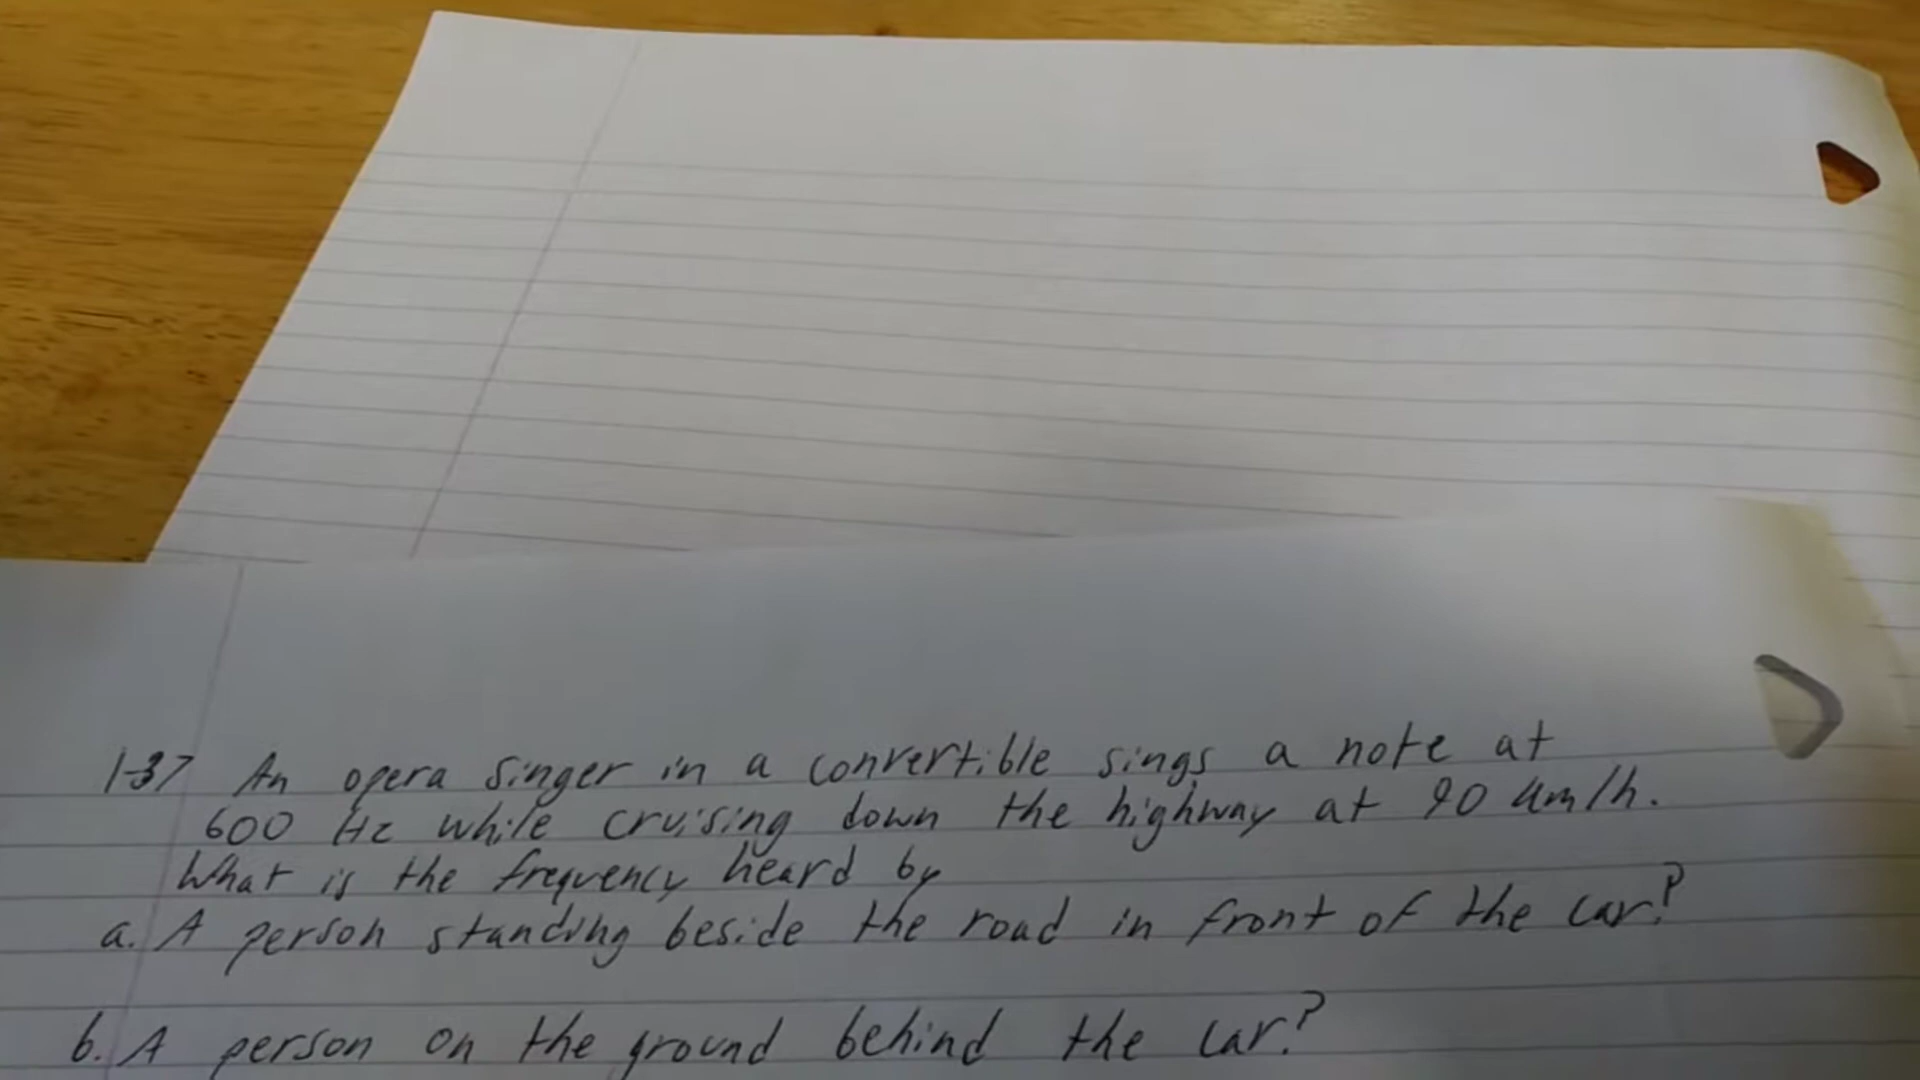 137 An opera singer in a convertible sings a note at
600 Hz while cruising down the highway at 90 km/h.
What is the frequency heard by
a. A person standing beside the road in front of the car?
b. A person on the ground behind the car?